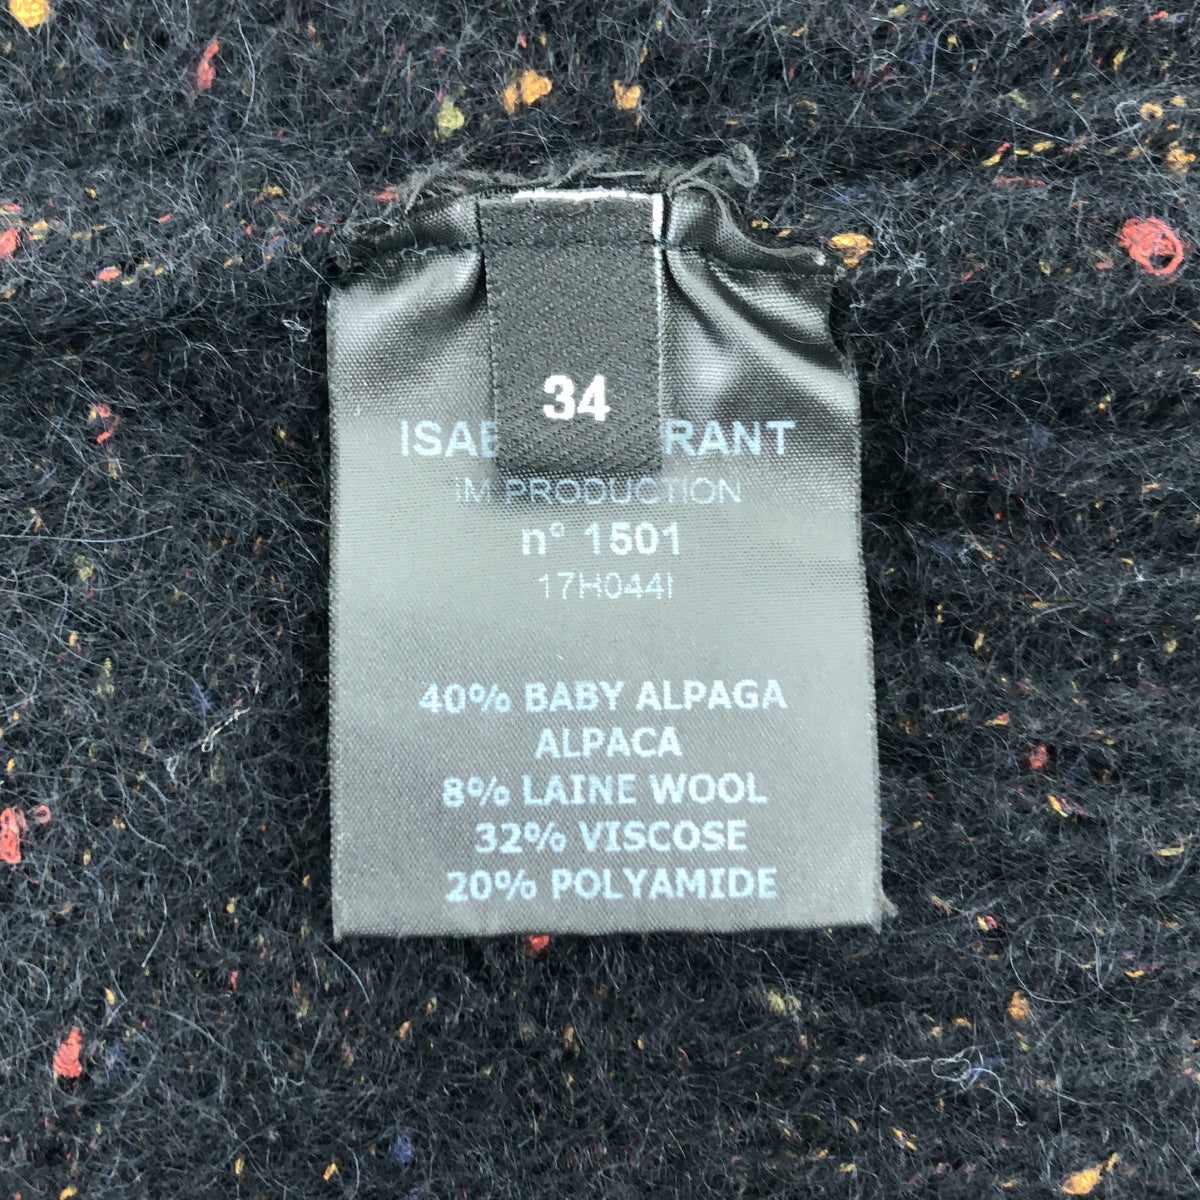 34
ISAB RANT
IM PRODUCTION
n° 1501
17H044I
40% BABY ALPAGA
ALPACA
8% LAINE WOOL
32% VISCOSE
20% POLYAMIDE